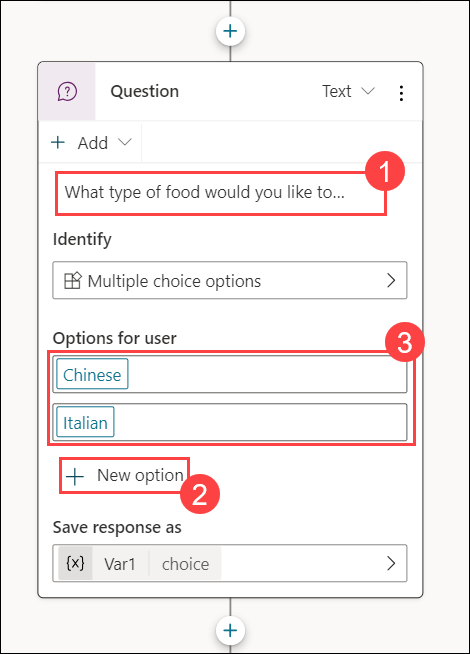 Question Text
Add
1
What type of food would you like to...
Identify
Multiple choice options
Options for user
3
Chinese
Italian
New option
2
Save response as
{x} Var1 choice